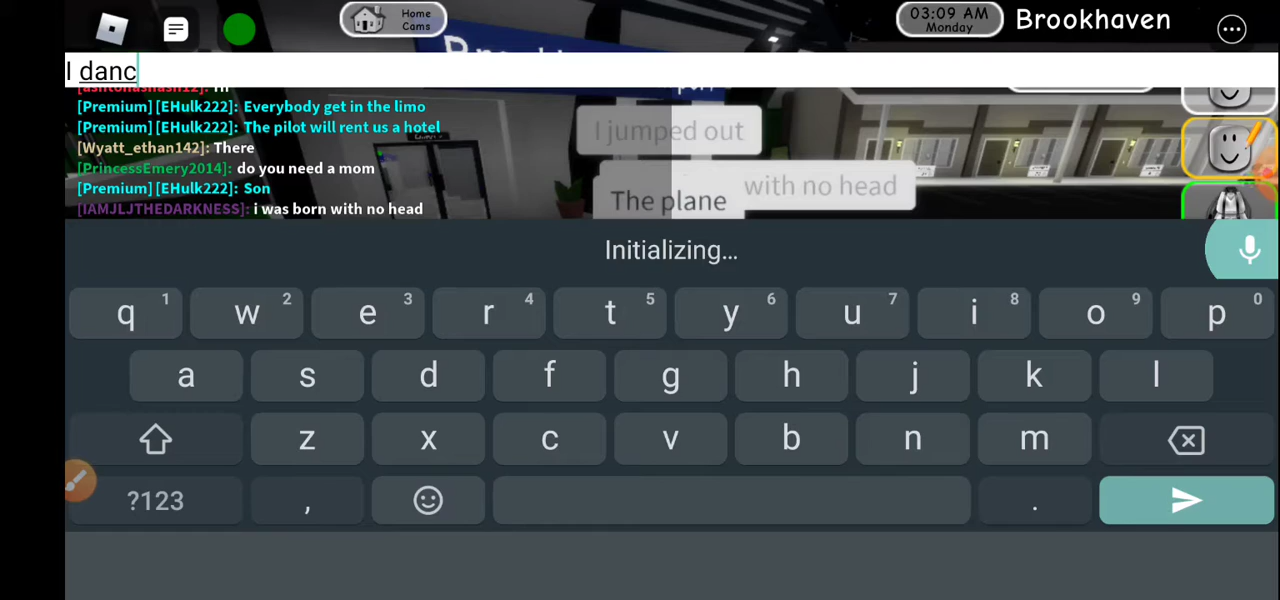 Home
Cams
03:09 AM
Monday
Brookhaven
I danc
[Premium] [EHulk222]: Everybody get in the limo
[Premium] [EHulk222]: The pilot will rent us a hotel
[Wyatt_ethan142]: There
[PrincessEmery2014]: do you need a mom
[Premium] [EHulk222]: Son
[IAMJLJTHEDARKNESS]: i was born with no head
I jumped out
with no head
The plane
Initializing...
q 1 w 2 e 3 r 4 t 5 y 6 u 7 i 8 o 9 p 0
a s d f g h j k l
z x c v b n m
?123 , .